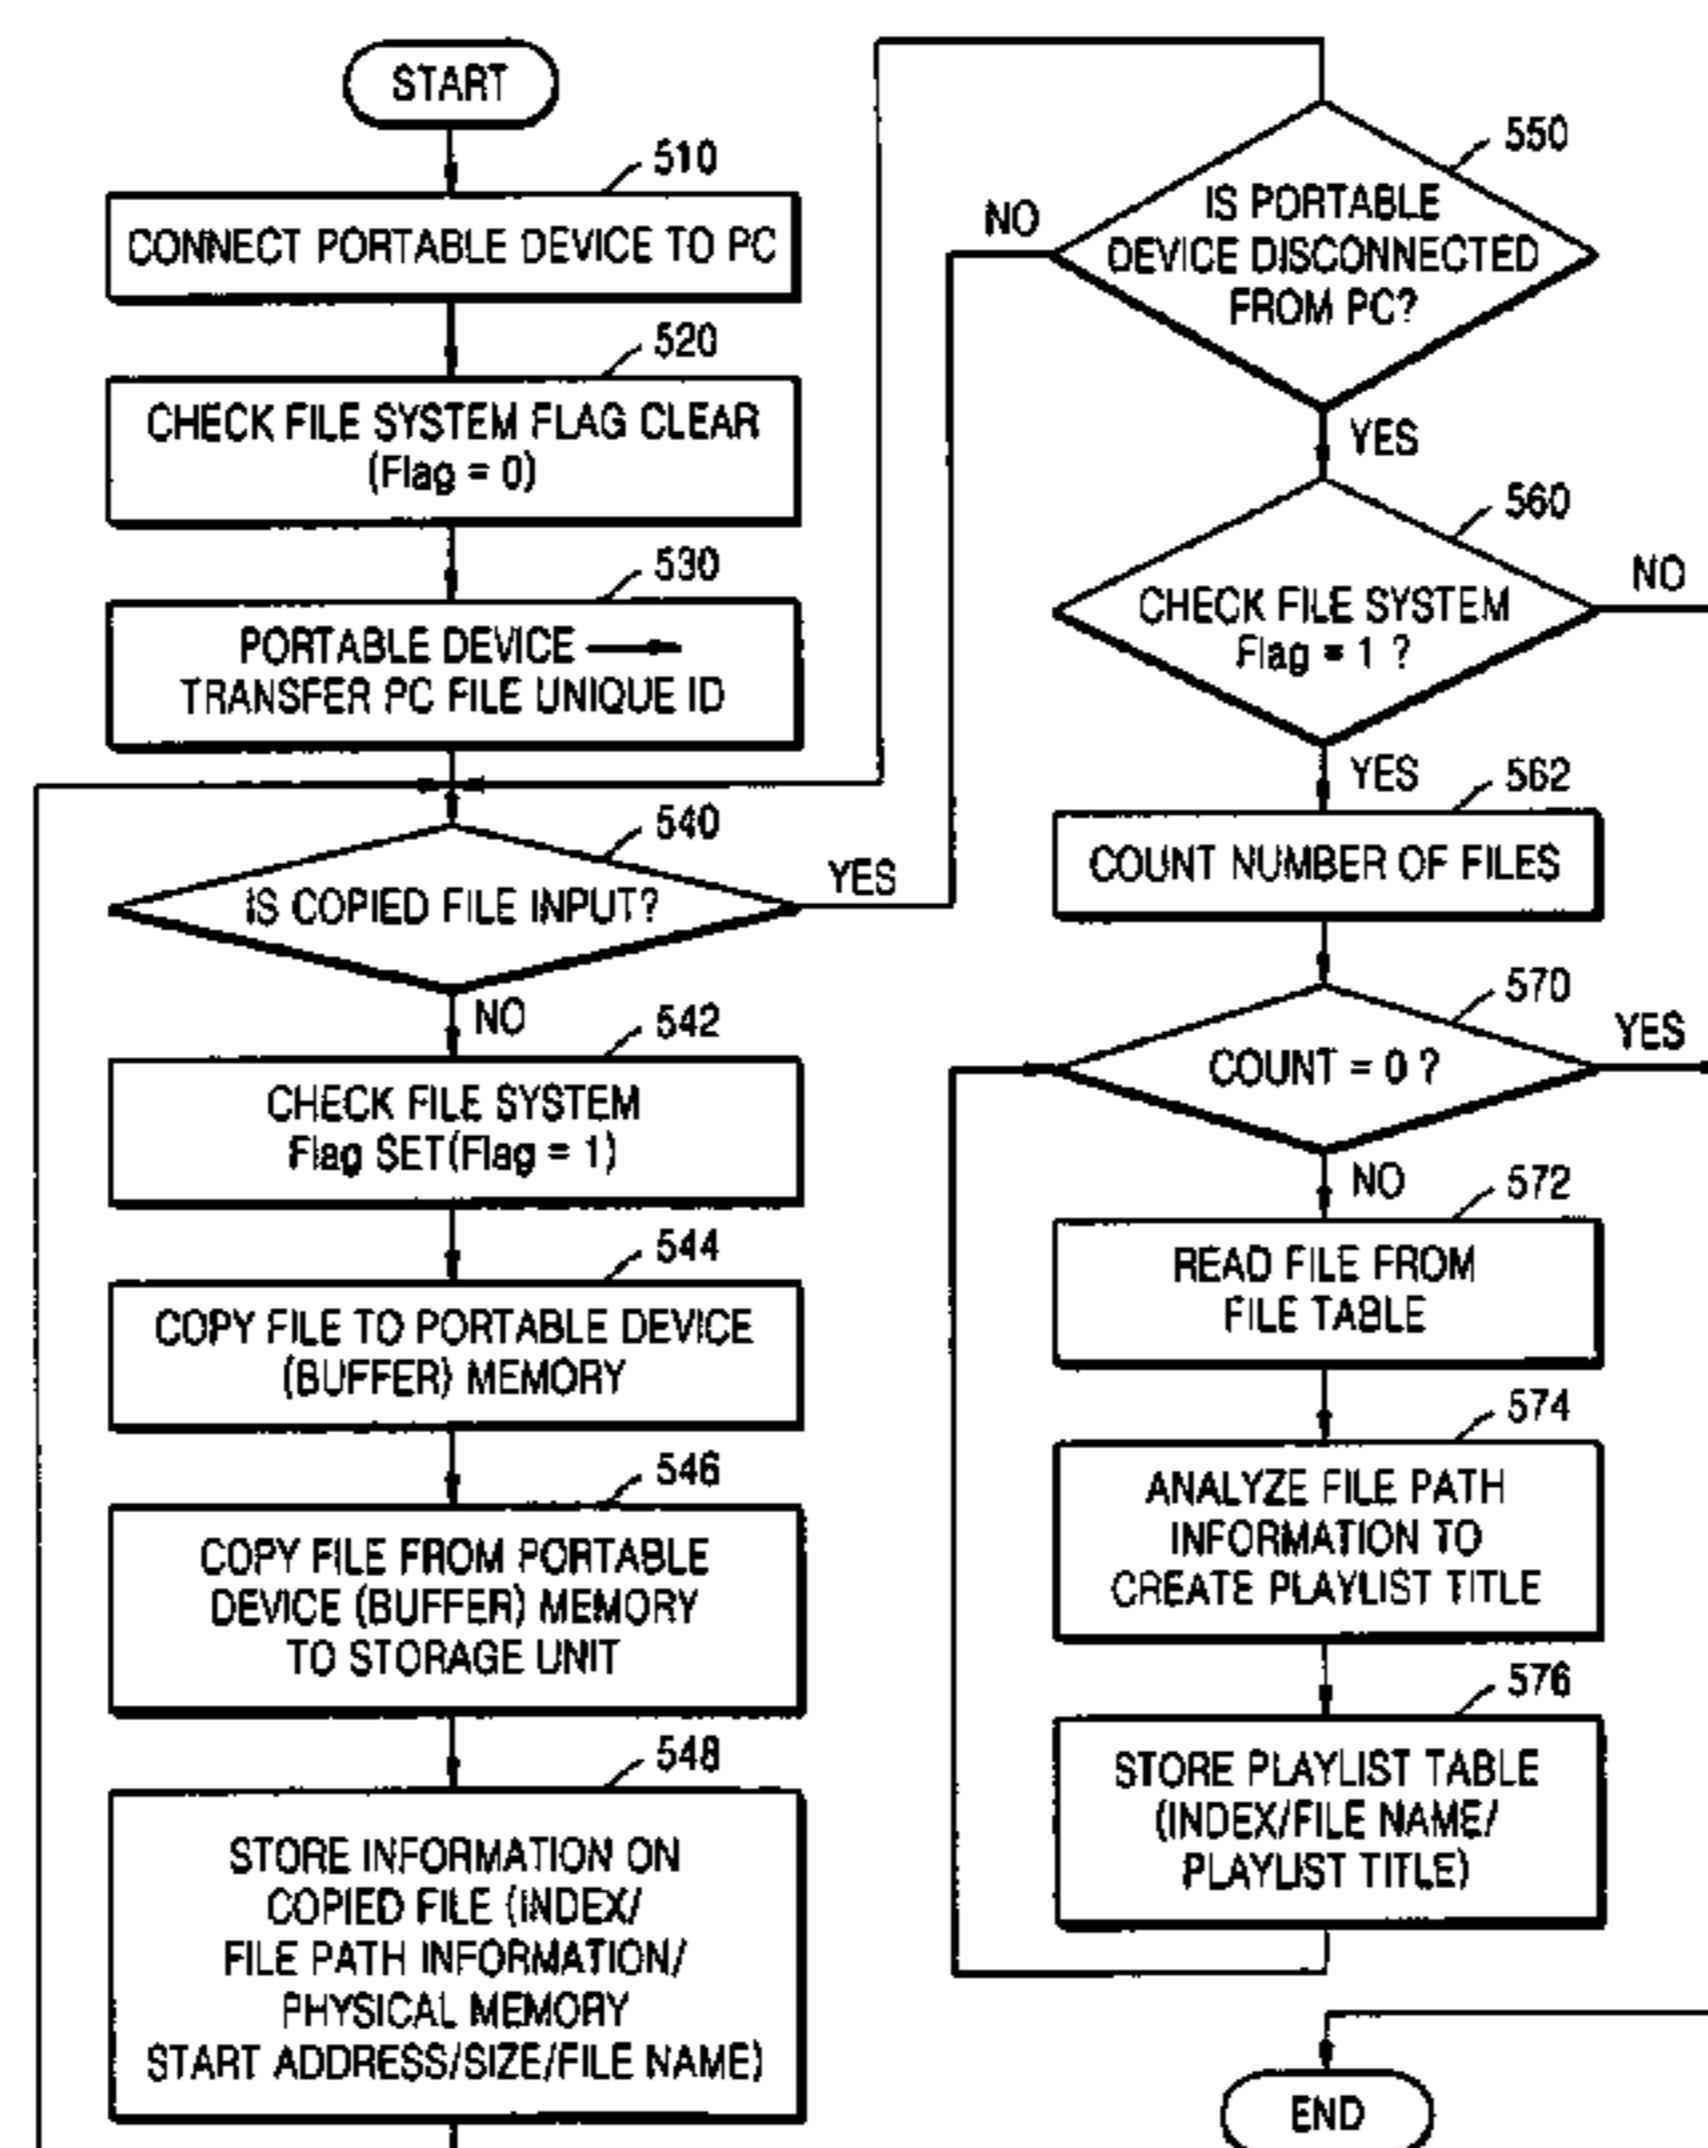 START
510
CONNECT PORTABLE DEVICE TO PC
520
CHECK FILE SYSTEM FLAG CLEAR
(Flag = 0)
530
PORTABLE DEVICE →
TRANSFER PC FILE UNIQUE ID
540
IS COPIED FILE INPUT?
YES
NO
542
CHECK FILE SYSTEM
Flag SET(Flag = 1)
544
COPY FILE TO PORTABLE DEVICE
(BUFFER) MEMORY
546
COPY FILE FROM PORTABLE
DEVICE (BUFFER) MEMORY
TO STORAGE UNIT
548
STORE INFORMATION ON
COPIED FILE (INDEX/
FILE PATH INFORMATION/
PHYSICAL MEMORY
START ADDRESS/SIZE/FILE NAME)
550
NO
IS PORTABLE
DEVICE DISCONNECTED
FROM PC?
YES
560
NO
CHECK FILE SYSTEM
Flag = 1 ?
YES
562
COUNT NUMBER OF FILES
570
YES
COUNT = 0 ?
NO
572
READ FILE FROM
FILE TABLE
574
ANALYZE FILE PATH
INFORMATION TO
CREATE PLAYLIST TITLE
576
STORE PLAYLIST TABLE
(INDEX/FILE NAME/
PLAYLIST TITLE)
END